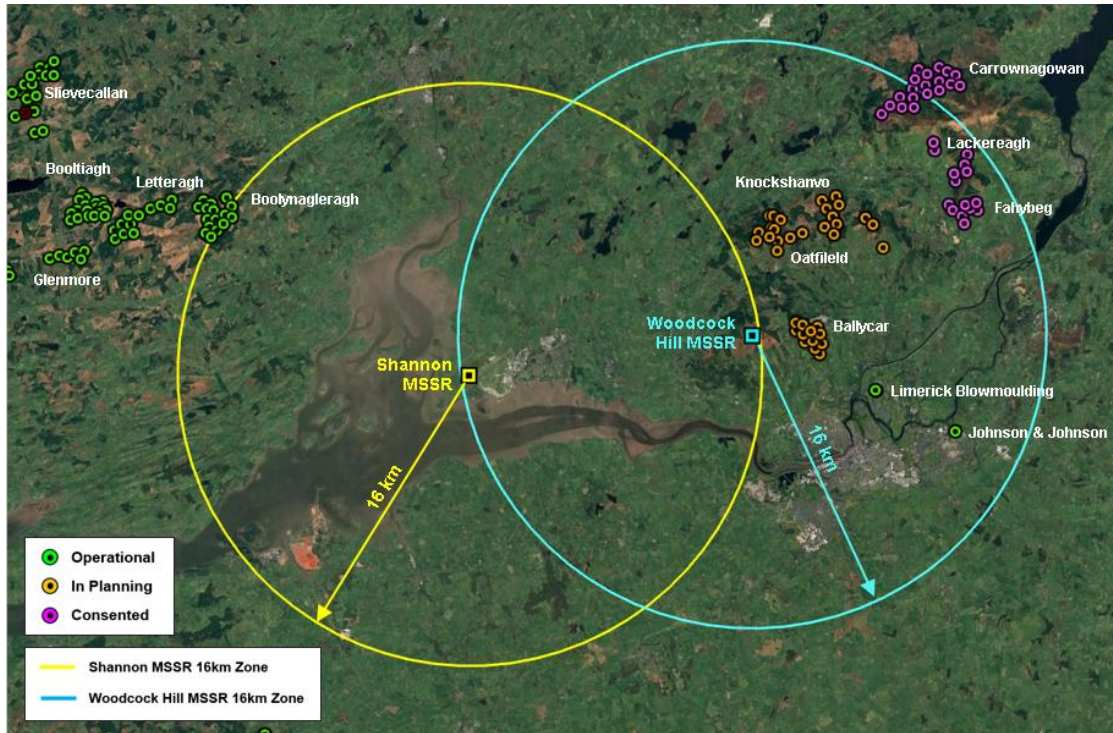 Carrownagowan
Slievecallan
Lackereagh
Booltiagh
Letteragh
Knockshanvo
Boolynagleragh
Fahybeg
Oatfileld
Glenmore
Woodcock
Hill MSSR
Ballycar
Shannon
MSSR
Limerick Blowmoulding
Johnson & Johnson
16 km
16 km
Operational
In Planning
Consented
Shannon MSSR 16km Zone
Woodcock Hill MSSR 16km Zone